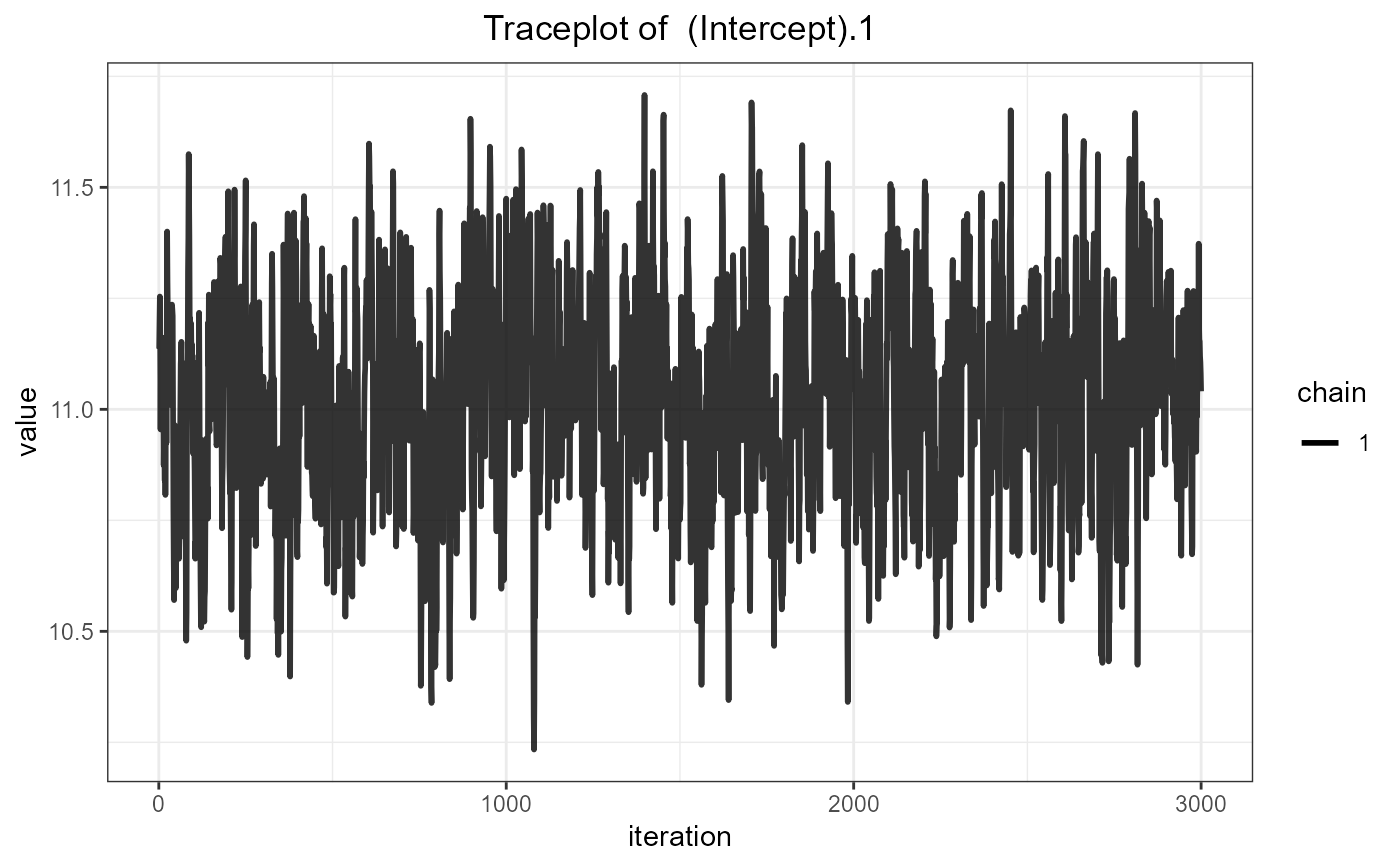 Traceplot of  (Intercept).1
value
11.5
11.0
10.5
0 1000 2000 3000
iteration
chain
1